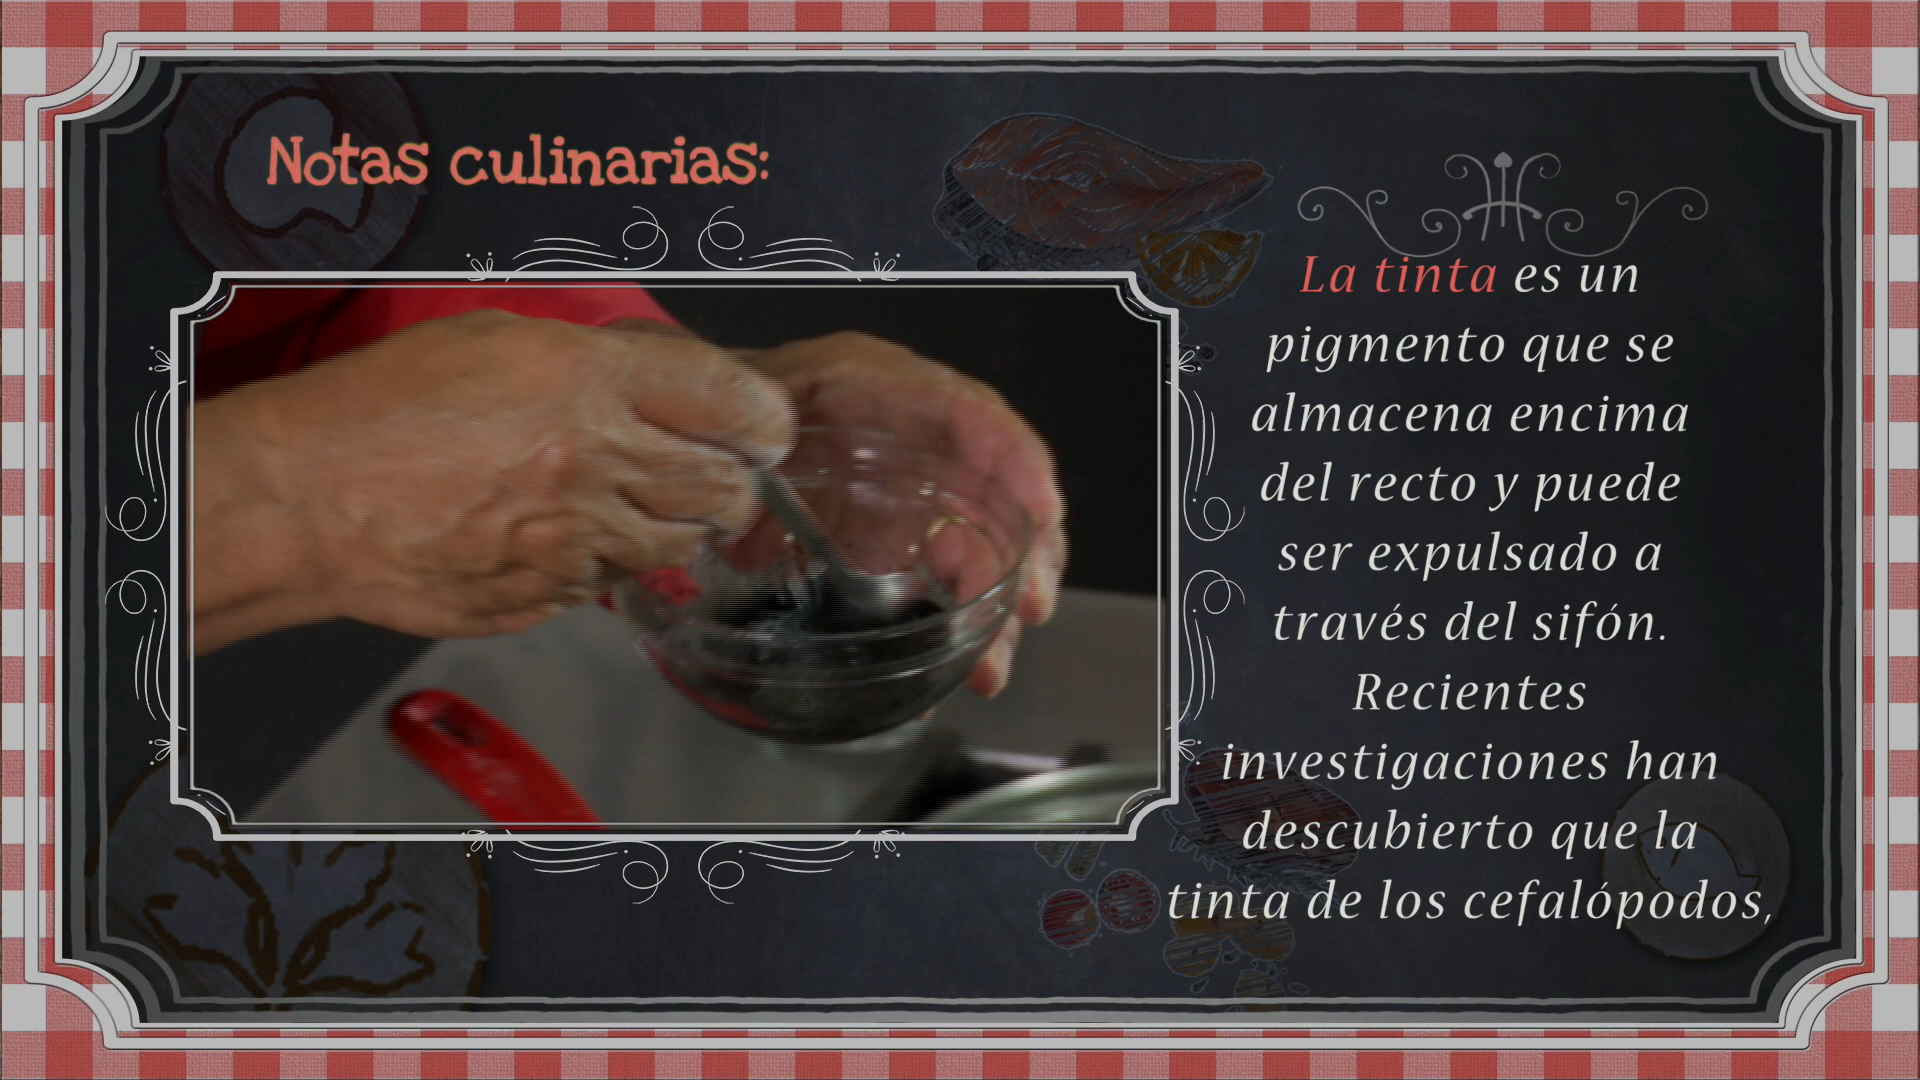 Notas culinarias:
La tinta es un
pigmento que se
almacena encima
del recto y puede
ser expulsado a
través del sifón.
Recientes
investigaciones han
descubierto que la
tinta de los cefalópodos,